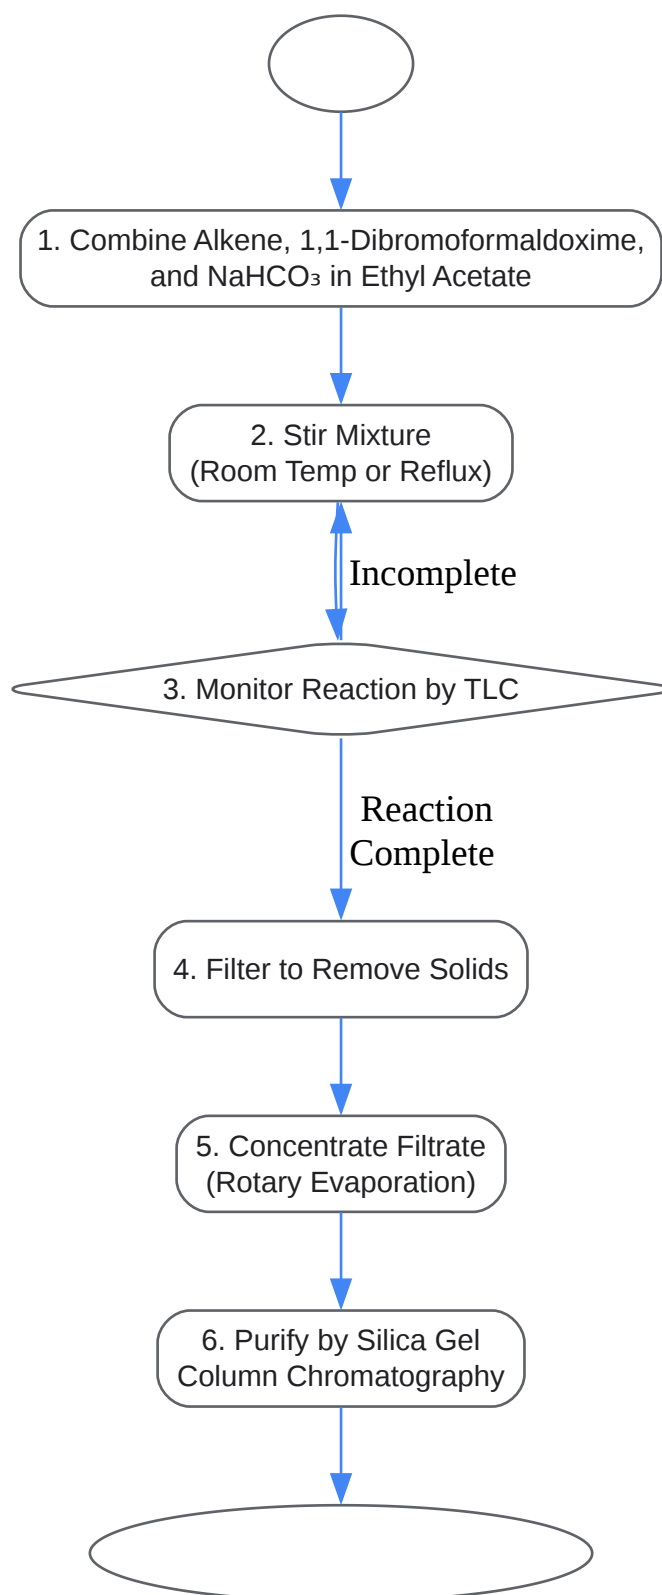 1. Combine Alkene, 1,1-Dibromoformaldoxime,
and NaHCO₃ in Ethyl Acetate
2. Stir Mixture
(Room Temp or Reflux)
Incomplete
3. Monitor Reaction by TLC
Reaction
Complete
4. Filter to Remove Solids
5. Concentrate Filtrate
(Rotary Evaporation)
6. Purify by Silica Gel
Column Chromatography